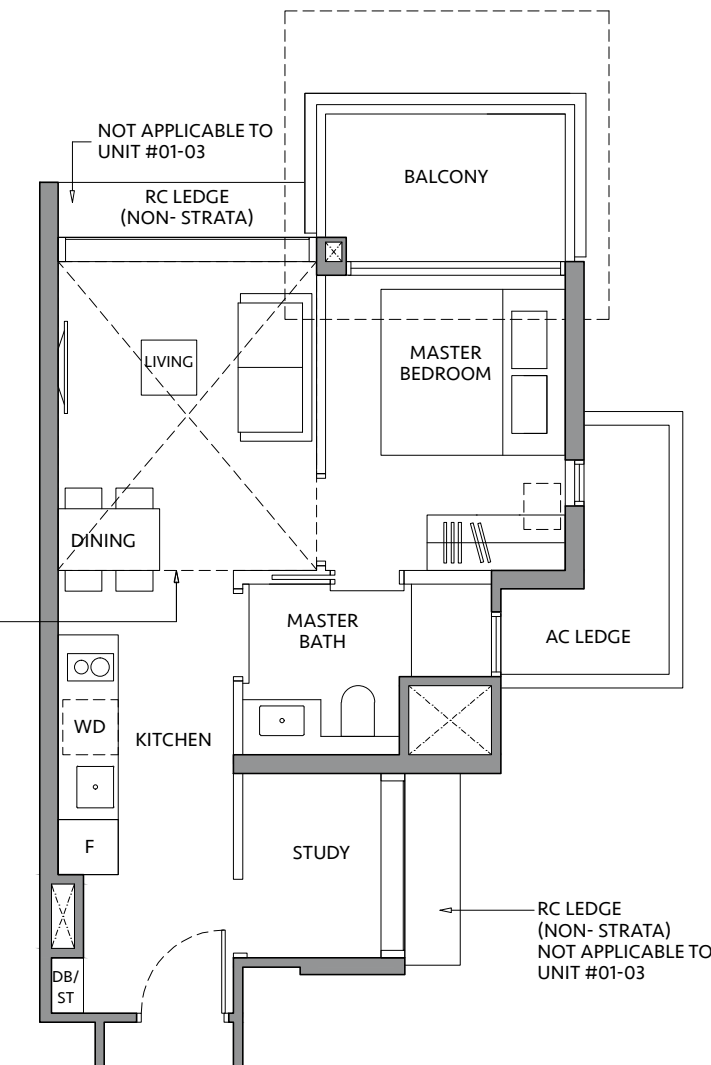 NOT APPLICABLE TO
UNIT #01-03
RC LEDGE
(NON- STRATA)
BALCONY
LIVING
MASTER
BEDROOM
DINING
MASTER
BATH
AC LEDGE
WD
KITCHEN
F
STUDY
RC LEDGE
(NON- STRATA)
NOT APPLICABLE TO
UNIT #01-03
DB/
ST